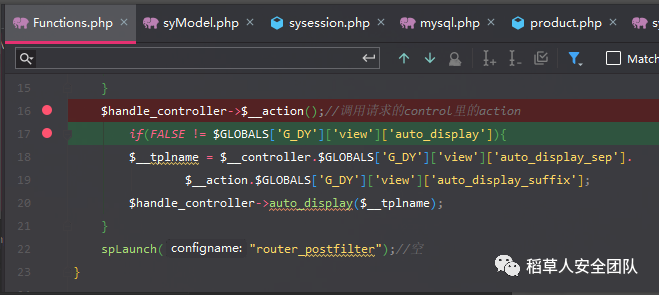 Functions.php × syModel.php × sysession.php × mysql.php × product.php × sy
Match
15 }
16 $handle_controller->$__action();//调用请求的control里的action
17 if(FALSE != $GLOBALS['G_DY']['view']['auto_display']){
18 $__tplname = $__controller.$GLOBALS['G_DY']['view']['auto_display_sep'].
19 $__action.$GLOBALS['G_DY']['view']['auto_display_suffix'];
20 $handle_controller->auto_display($__tplname);
21 }
22 spLaunch( configname: "router_postfilter");//空
23 }
稻草人安全团队